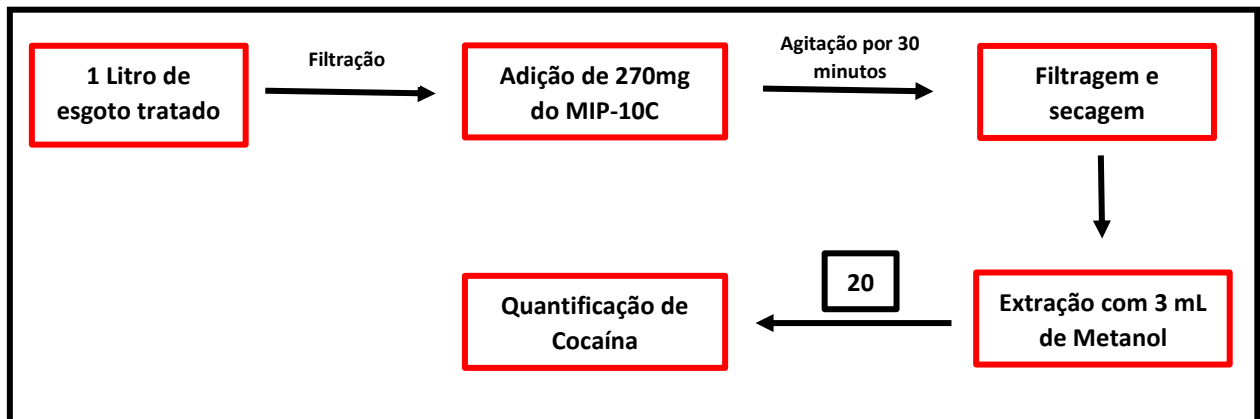 1 Litro de
esgoto tratado
Filtração
Adição de 270mg
do MIP-10C
Agitação por 30
minutos
Filtragem e
secagem
Extração com 3 mL
de Metanol
20
Quantificação de
Cocaína